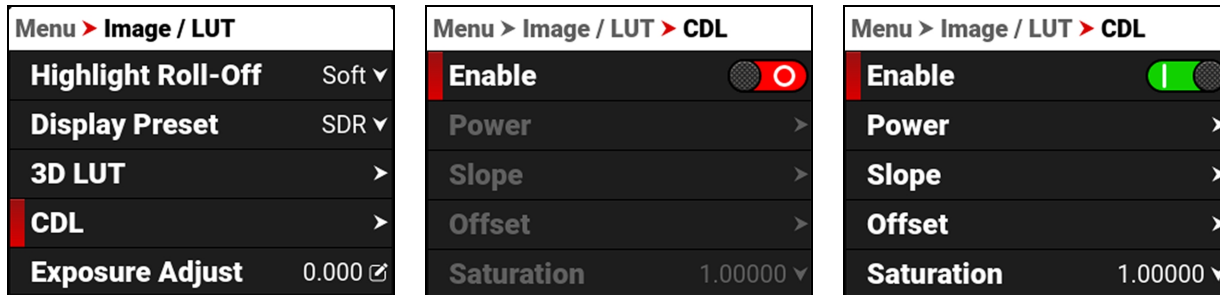 Menu > Image / LUT
Highlight Roll-Off Soft
Display Preset SDR
3D LUT >
CDL >
Exposure Adjust 0.000
Menu > Image / LUT > CDL
Enable
Power >
Slope >
Offset >
Saturation 1.00000
Menu > Image / LUT > CDL
Enable
Power >
Slope >
Offset >
Saturation 1.00000